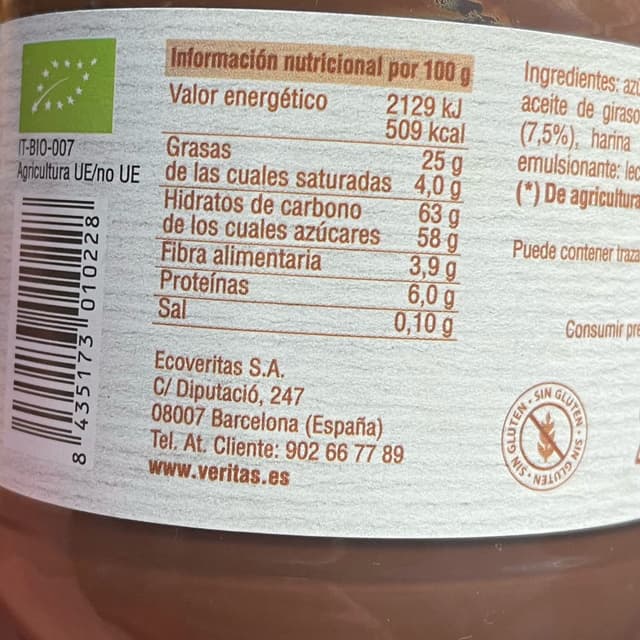 IT-BIO-007
Agricultura UE/no UE
8 435173 010228
Información nutricional por 100 g
Valor energético 2129 kJ
509 kcal
Grasas 25 g
de las cuales saturadas 4,0 g
Hidratos de carbono 63 g
de los cuales azúcares 58 g
Fibra alimentaria 3,9 g
Proteínas 6,0 g
Sal 0,10 g
Ecoveritas S.A.
C/ Diputació, 247
08007 Barcelona (España)
Tel. At. Cliente: 902 66 77 89
www.veritas.es
Ingredientes:
aceite de
(7,5%), harina
emulsionante:
(*) De agricultura
Puede contener
Consumir
SIN GLUTEN · SIN GLUTEN · SIN GLUTEN